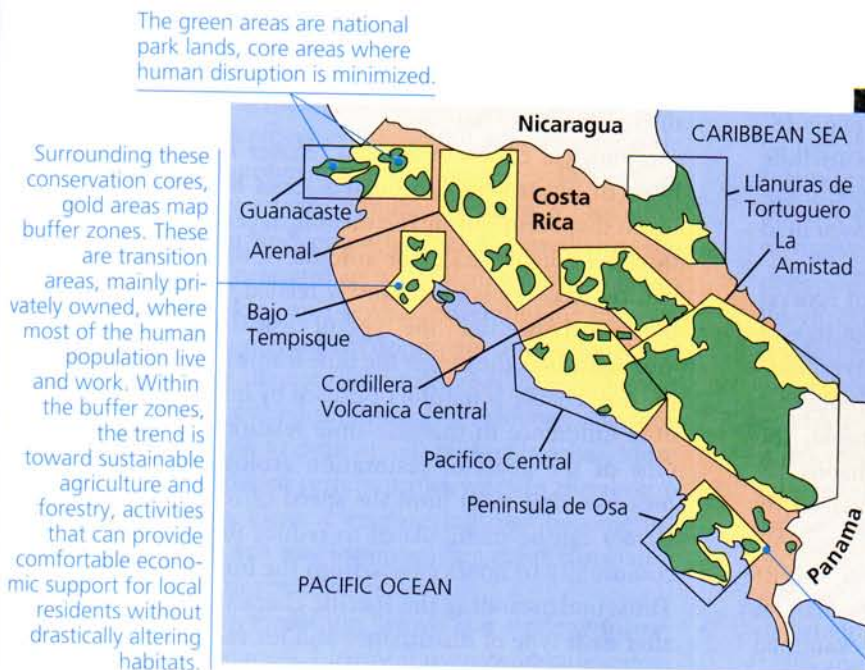 The green areas are national
park lands, core areas where
human disruption is minimized.
Surrounding these
conservation cores,
gold areas map
buffer zones. These
are transition
areas, mainly pri-
vately owned, where
most of the human
population live
and work. Within
the buffer zones,
the trend is
toward sustainable
agriculture and
forestry, activities
that can provide
comfortable econo-
mic support for local
residents without
drastically altering
habitats.
Nicaragua
CARIBBEAN SEA
Costa
Rica
Llanuras de
Tortuguero
La
Amistad
Guanacaste
Arenal
Bajo
Tempisque
Cordillera
Volcanica Central
Pacifico Central
Peninsula de Osa
PACIFIC OCEAN
Panama